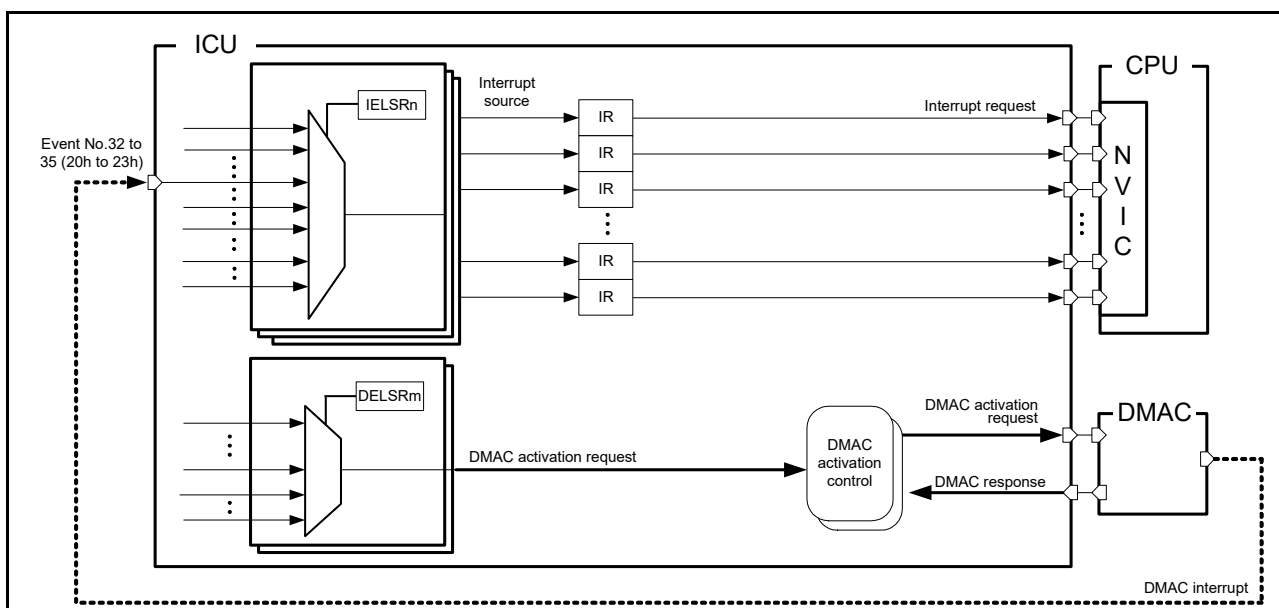 ICU
CPU
IELSRn
Interrupt
source
IR
Interrupt request
Event No.32 to
35 (20h to 23h)
IR
IR
N
V
I
C
IR
IR
DELSRm
DMAC activation
request
DMAC
DMAC activation request
DMAC
activation
control
DMAC response
DMAC interrupt